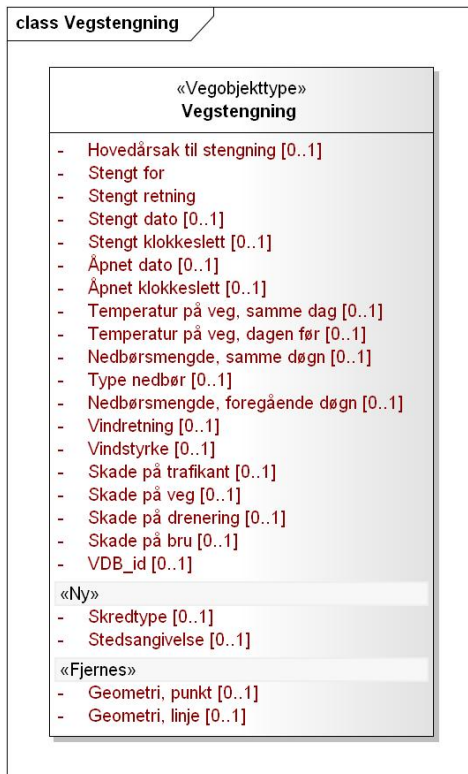 class Vegstengning
«Vegobjekttype»
Vegstengning
- Hovedårsak til stengning [0..1]
- Stengt for
- Stengt retning
- Stengt dato [0..1]
- Stengt klokkeslett [0..1]
- Åpnet dato [0..1]
- Åpnet klokkeslett [0..1]
- Temperatur på veg, samme dag [0..1]
- Temperatur på veg, dagen før [0..1]
- Nedbørsmengde, samme døgn [0..1]
- Type nedbør [0..1]
- Nedbørsmengde, foregående døgn [0..1]
- Vindretning [0..1]
- Vindstyrke [0..1]
- Skade på trafikant [0..1]
- Skade på veg [0..1]
- Skade på drenering [0..1]
- Skade på bru [0..1]
- VDB_id [0..1]
«Ny»
- Skredtype [0..1]
- Stedsangivelse [0..1]
«Fjernes»
- Geometri, punkt [0..1]
- Geometri, linje [0..1]